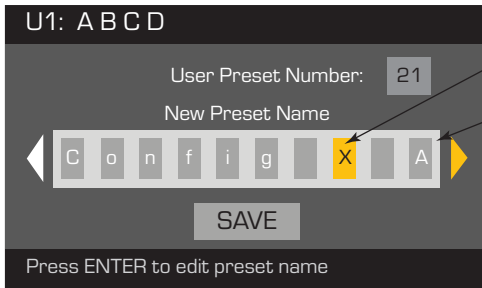 U1: A B C D
User Preset Number: 21
New Preset Name
C o n f i g X A
SAVE
Press ENTER to edit preset name